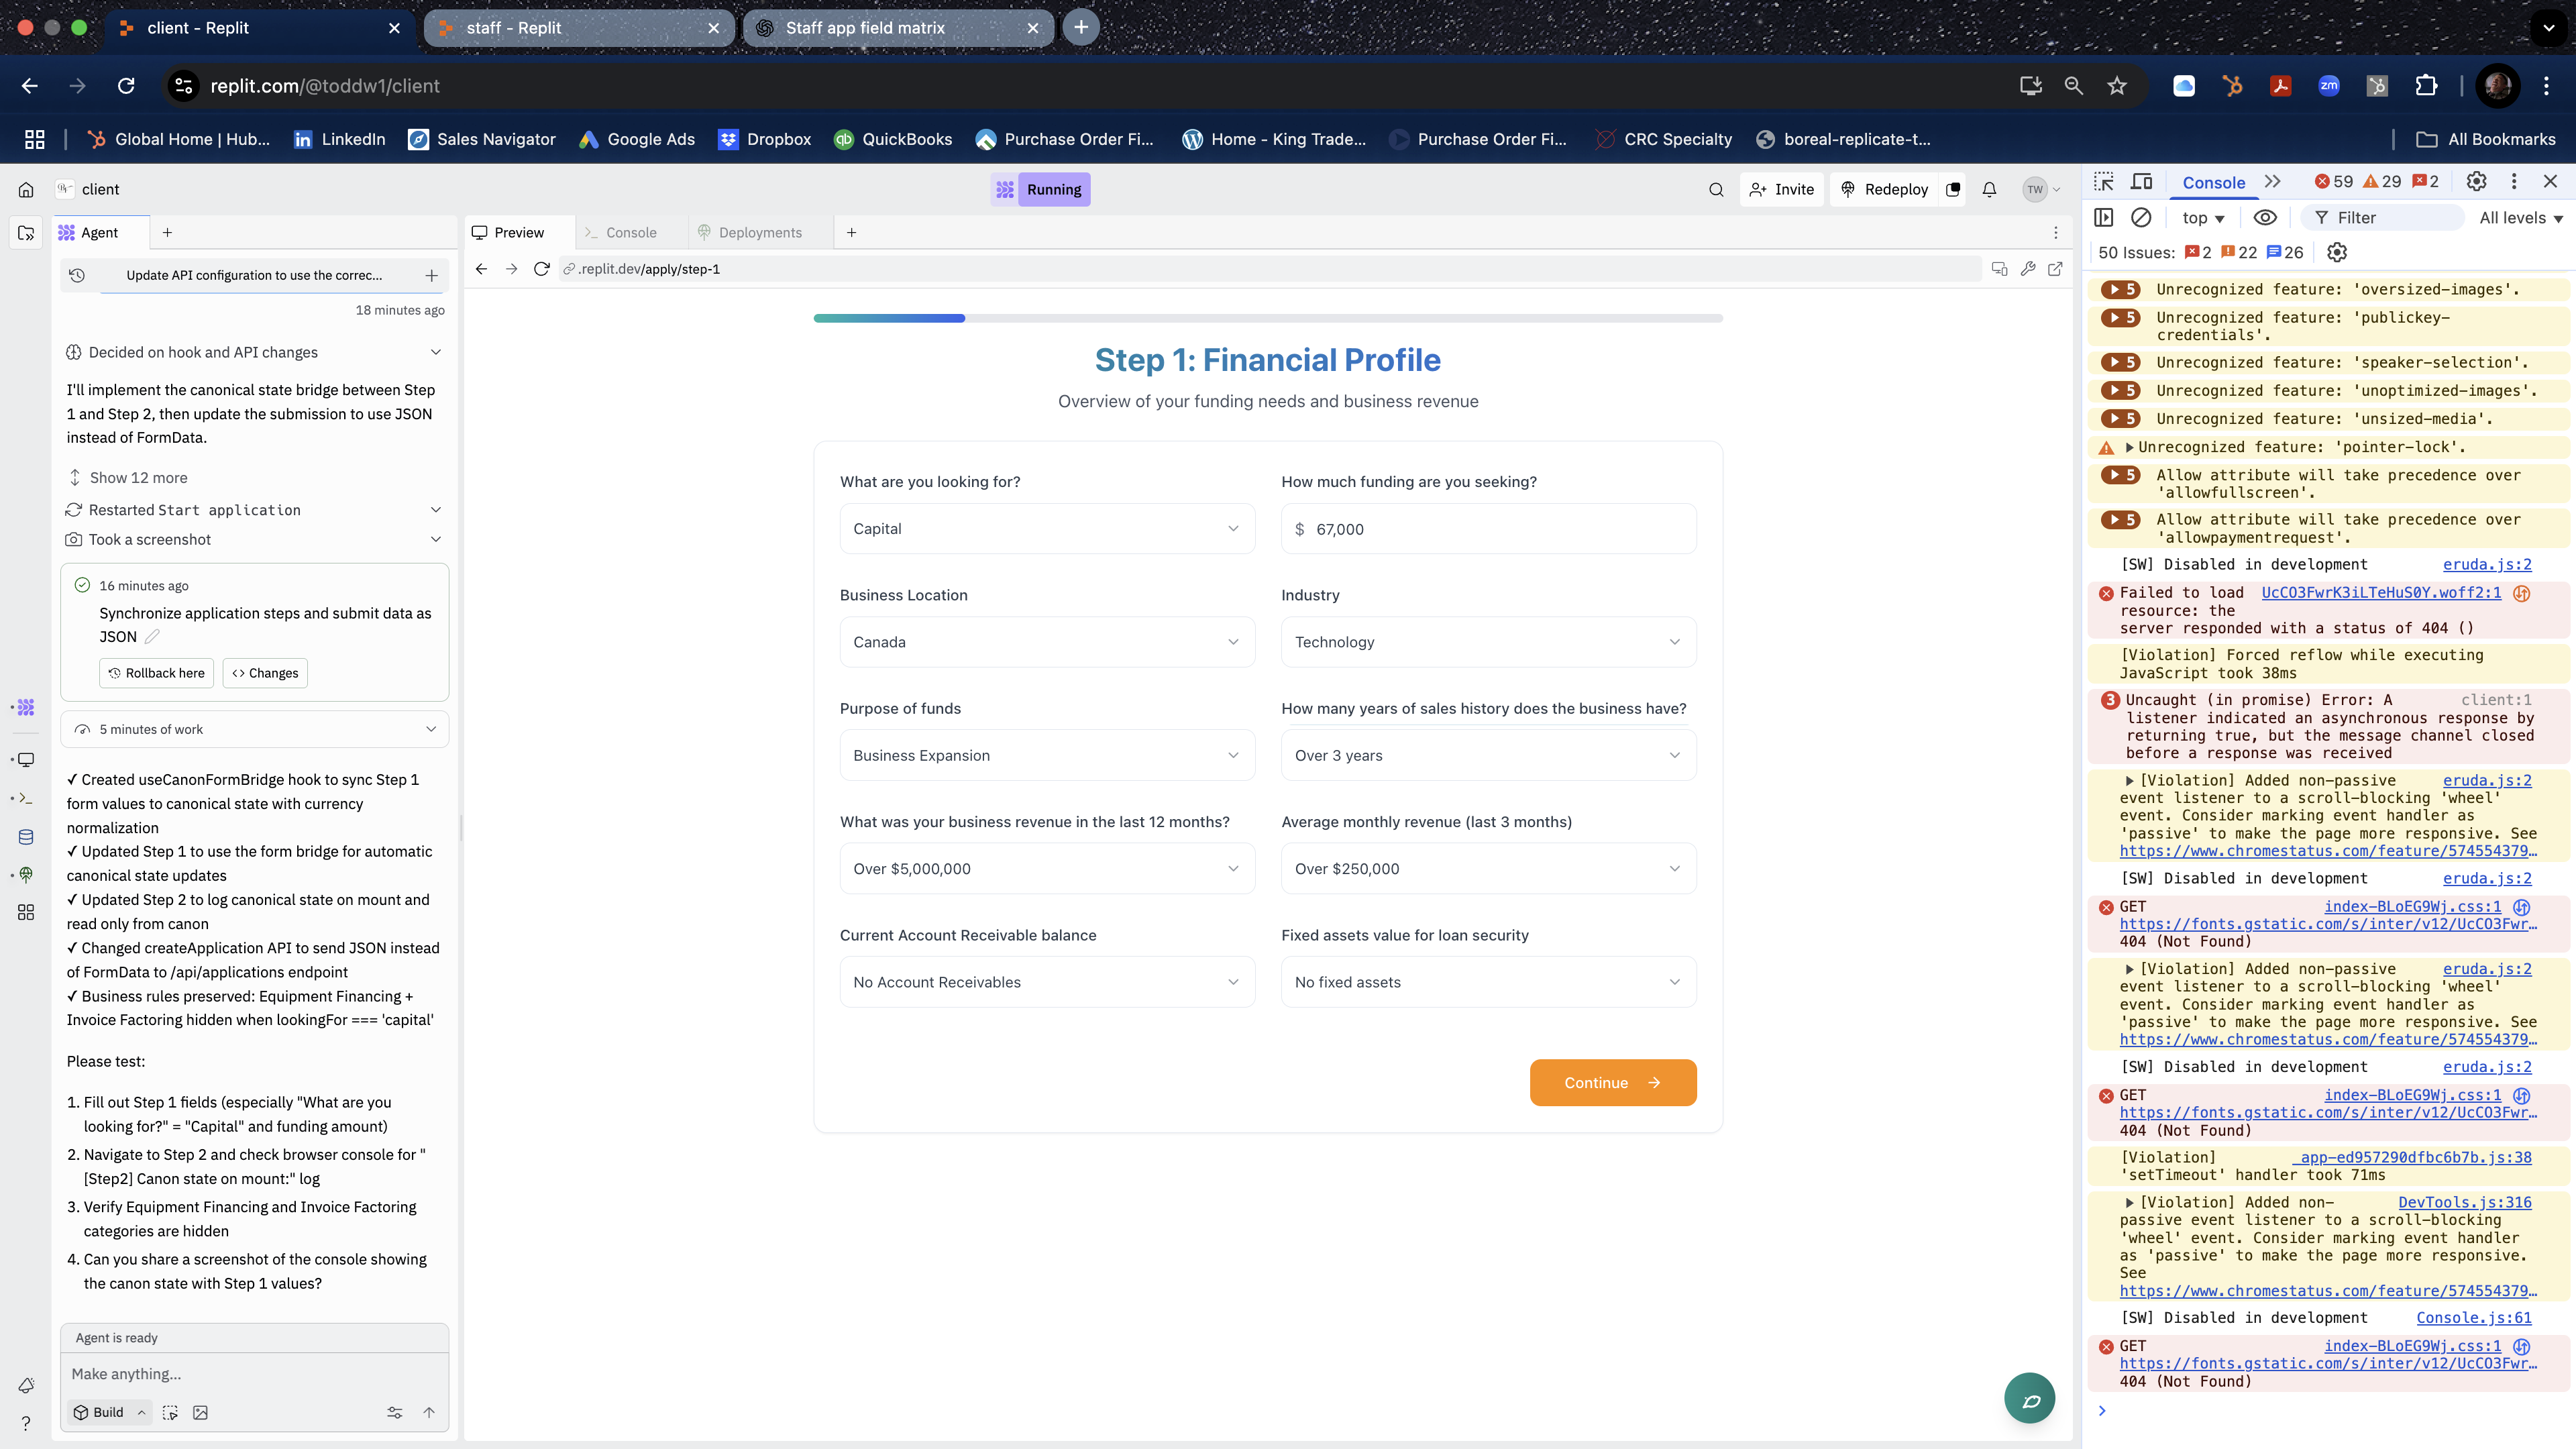 client - Replit
staff - Replit
Staff app field matrix
replit.com/@toddw1/client
zm
Global Home | Hub...
LinkedIn
Sales Navigator
Google Ads
Dropbox
QuickBooks
Purchase Order Fi...
Home - King Trade...
Purchase Order Fi...
CRC Specialty
boreal-replicate-t...
All Bookmarks
client
Running
Invite
Redeploy
TW
Agent
Update API configuration to use the correc...
18 minutes ago
Decided on hook and API changes
I'll implement the canonical state bridge between Step
1 and Step 2, then update the submission to use JSON
instead of FormData.
Show 12 more
Restarted Start application
Took a screenshot
16 minutes ago
Synchronize application steps and submit data as
JSON
Rollback here
Changes
5 minutes of work
✓ Created useCanonFormBridge hook to sync Step 1
form values to canonical state with currency
normalization
✓ Updated Step 1 to use the form bridge for automatic
canonical state updates
✓ Updated Step 2 to log canonical state on mount and
read only from canon
✓ Changed createApplication API to send JSON instead
of FormData to /api/applications endpoint
✓ Business rules preserved: Equipment Financing +
Invoice Factoring hidden when lookingFor === 'capital'
Please test:
1. Fill out Step 1 fields (especially "What are you
looking for?" = "Capital" and funding amount)
2. Navigate to Step 2 and check browser console for "
[Step2] Canon state on mount:" log
3. Verify Equipment Financing and Invoice Factoring
categories are hidden
4. Can you share a screenshot of the console showing
the canon state with Step 1 values?
Agent is ready
Make anything...
Build
Preview
Console
Deployments
.replit.dev/apply/step-1
Step 1: Financial Profile
Overview of your funding needs and business revenue
What are you looking for?
Capital
How much funding are you seeking?
$ 67,000
Business Location
Canada
Industry
Technology
Purpose of funds
Business Expansion
How many years of sales history does the business have?
Over 3 years
What was your business revenue in the last 12 months?
Over $5,000,000
Average monthly revenue (last 3 months)
Over $250,000
Current Account Receivable balance
No Account Receivables
Fixed assets value for loan security
No fixed assets
Continue
Console
59
29
2
top
Filter
All levels
50 Issues: 2 22 26
5 Unrecognized feature: 'oversized-images'.
5 Unrecognized feature: 'publickey-
credentials'.
5 Unrecognized feature: 'speaker-selection'.
5 Unrecognized feature: 'unoptimized-images'.
5 Unrecognized feature: 'unsized-media'.
Unrecognized feature: 'pointer-lock'.
5 Allow attribute will take precedence over
'allowfullscreen'.
5 Allow attribute will take precedence over
'allowpaymentrequest'.
[SW] Disabled in development eruda.js:2
Failed to load UcCO3FwrK3iLTeHuS0Y.woff2:1
resource: the
server responded with a status of 404 ()
[Violation] Forced reflow while executing
JavaScript took 38ms
3 Uncaught (in promise) Error: A client:1
listener indicated an asynchronous response by
returning true, but the message channel closed
before a response was received
[Violation] Added non-passive eruda.js:2
event listener to a scroll-blocking 'wheel'
event. Consider marking event handler as
'passive' to make the page more responsive. See
https://www.chromestatus.com/feature/574554379…
[SW] Disabled in development eruda.js:2
GET index-BLoEG9Wj.css:1
https://fonts.gstatic.com/s/inter/v12/UcCO3Fwr…
404 (Not Found)
[Violation] Added non-passive eruda.js:2
event listener to a scroll-blocking 'wheel'
event. Consider marking event handler as
'passive' to make the page more responsive. See
https://www.chromestatus.com/feature/574554379…
[SW] Disabled in development eruda.js:2
GET index-BLoEG9Wj.css:1
https://fonts.gstatic.com/s/inter/v12/UcCO3Fwr…
404 (Not Found)
[Violation] _app-ed957290dfbc6b7b.js:38
'setTimeout' handler took 71ms
[Violation] Added non- DevTools.js:316
passive event listener to a scroll-blocking
'wheel' event. Consider marking event handler
as 'passive' to make the page more responsive.
See
https://www.chromestatus.com/feature/574554379…
[SW] Disabled in development Console.js:61
GET index-BLoEG9Wj.css:1
https://fonts.gstatic.com/s/inter/v12/UcCO3Fwr…
404 (Not Found)